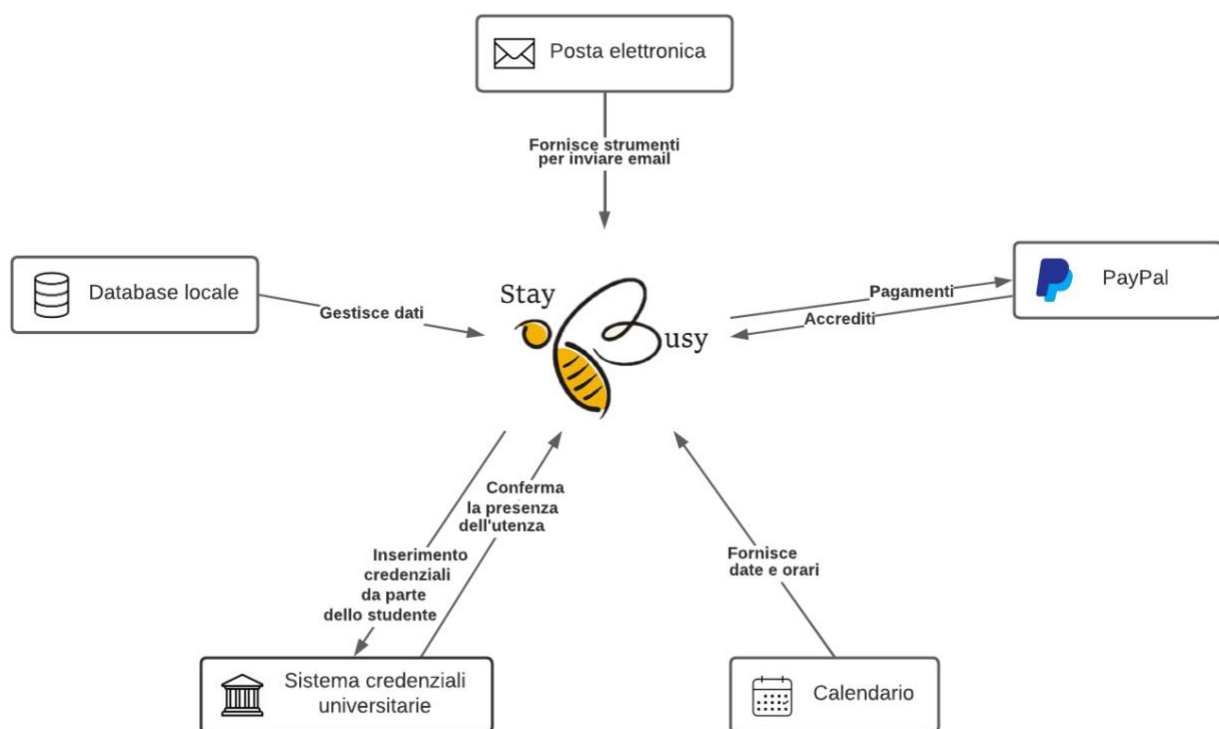 Posta elettronica
Fornisce strumenti
per inviare email
Database locale
Gestisce dati
Stay
usy
Pagamenti
Accrediti
PayPal
Conferma
la presenza
dell'utenza
Inserimento
credenziali
da parte
dello studente
Fornisce
date e orari
Sistema credenziali
universitarie
Calendario